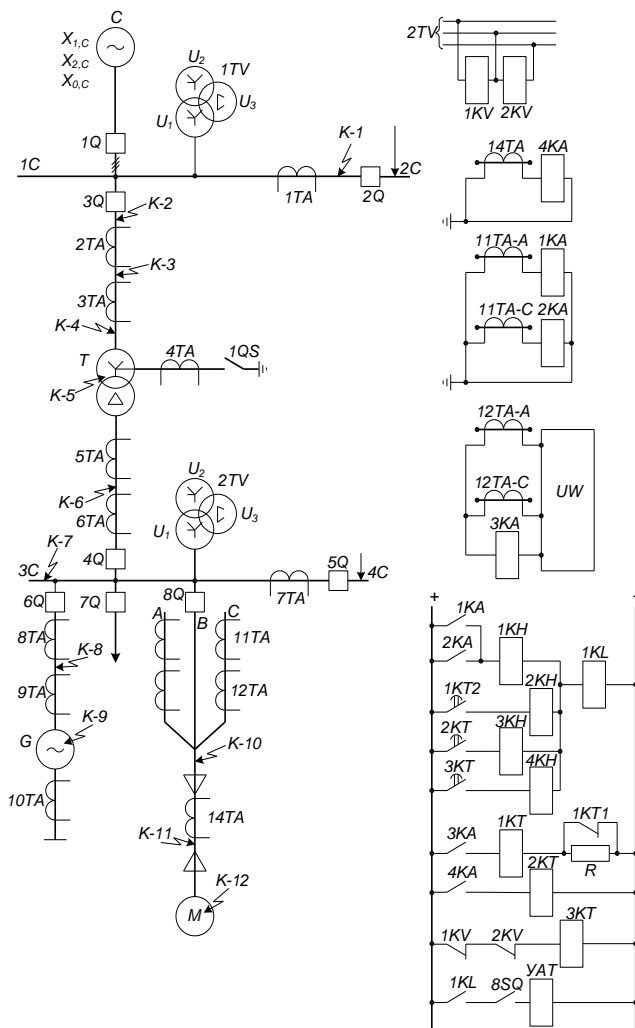 C
X1,C
X2,C
X0,C
U2
1TV
U3
U1
1Q
1C
K-1
2C
1TA
2Q
3Q
K-2
2TA
K-3
3TA
K-4
T
4TA
1QS
K-5
5TA
K-6
6TA
U2
2TV
U1
U3
K-7
4Q
3C
5Q
4C
6Q
7Q
8Q
7TA
A
B
C
8TA
K-8
9TA
11TA
12TA
G
K-9
K-10
10TA
14TA
K-11
K-12
M
2TV
1KV
2KV
14TA
4KA
11TA-A
1KA
11TA-C
2KA
12TA-A
12TA-C
3KA
UW
+
-
1KA
2KA
1KH
1KL
1KT2
2KH
2KT
3KH
3KT
4KH
1KT
1KT1
3KA
R
4KA
2KT
3KT
1KV
2KV
1KL
8SQ
УАТ